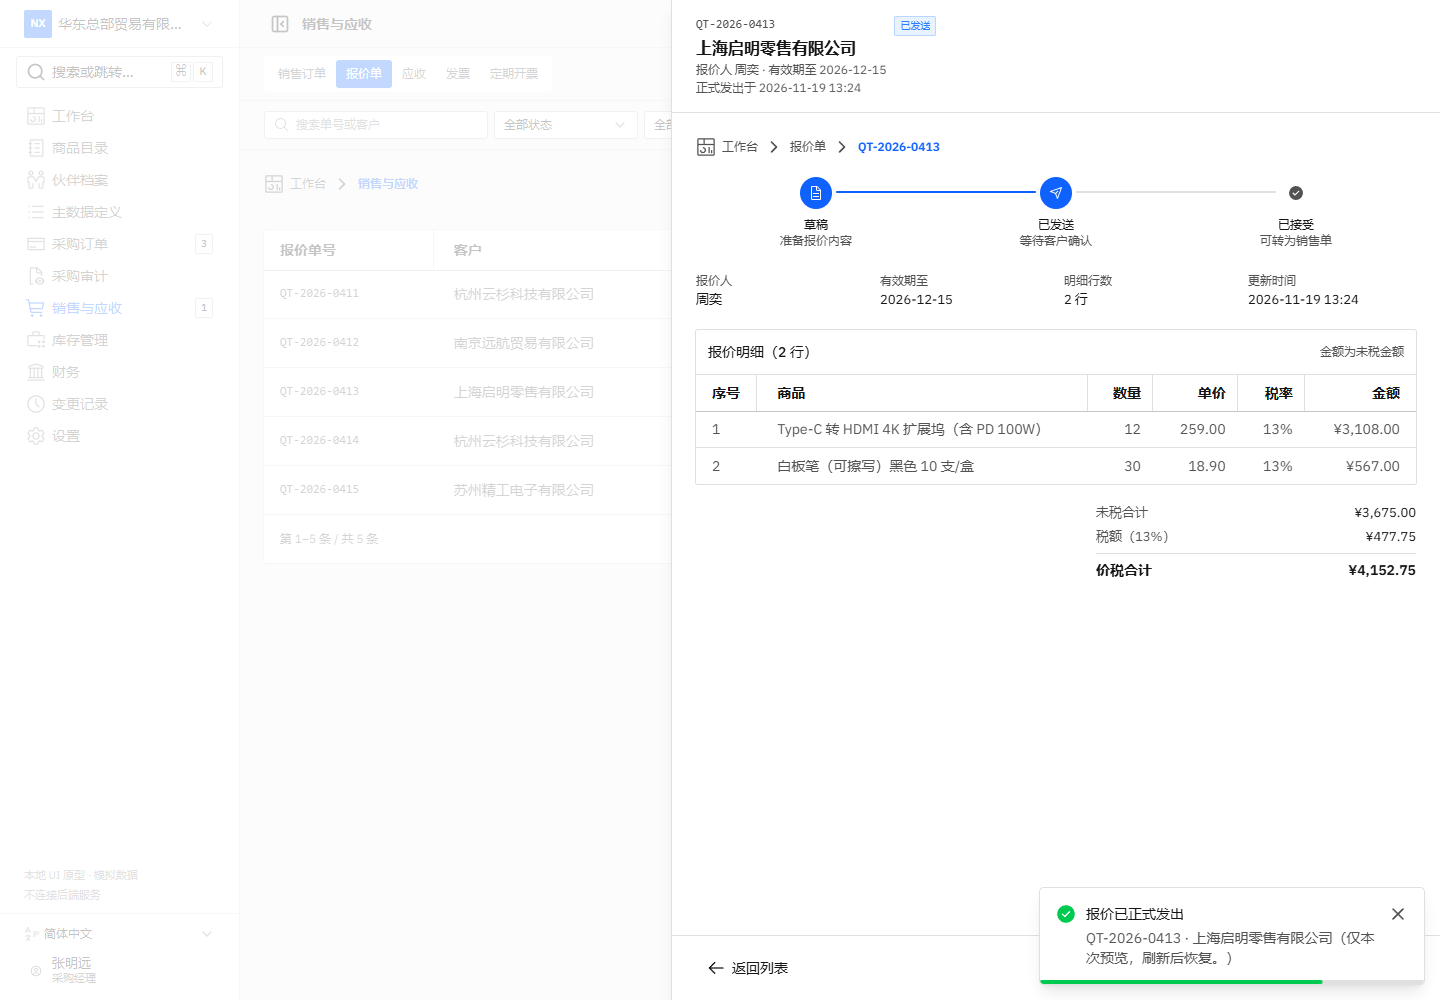 NX 华东总部贸易有限...
搜索或跳转... ⌘ K
工作台
商品目录
伙伴档案
主数据定义
采购订单 3
采购审计
销售与应收 1
库存管理
财务
变更记录
设置
本地 UI 原型 · 模拟数据
不连接后端服务
简体中文
张明远
采购经理
销售与应收
销售订单 报价单 应收 发票 定期开票
搜索单号或客户 全部状态 全部
工作台 销售与应收
报价单号 客户
QT-2026-0411 杭州云杉科技有限公司
QT-2026-0412 南京远航贸易有限公司
QT-2026-0413 上海启明零售有限公司
QT-2026-0414 杭州云杉科技有限公司
QT-2026-0415 苏州精工电子有限公司
第 1–5 条 / 共 5 条
QT-2026-0413 已发送
上海启明零售有限公司
报价人 周奕 · 有效期至 2026-12-15
正式发出于 2026-11-19 13:24
工作台 报价单 QT-2026-0413
草稿 已发送 已接受
准备报价内容 等待客户确认 可转为销售单
报价人 有效期至 明细行数 更新时间
周奕 2026-12-15 2 行 2026-11-19 13:24
报价明细（2 行） 金额为未税金额
序号 商品 数量 单价 税率 金额
1 Type-C 转 HDMI 4K 扩展坞（含 PD 100W） 12 259.00 13% ¥3,108.00
2 白板笔（可擦写）黑色 10 支/盒 30 18.90 13% ¥567.00
未税合计 ¥3,675.00
税额（13%） ¥477.75
价税合计 ¥4,152.75
返回列表
报价已正式发出
QT-2026-0413 · 上海启明零售有限公司（仅本
次预览，刷新后恢复。）